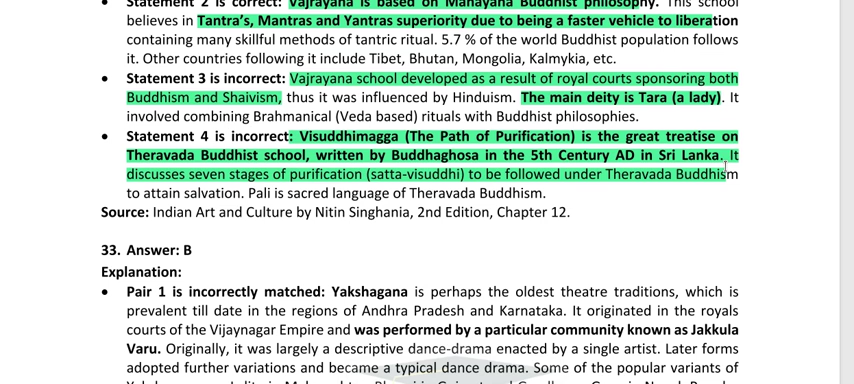 • Statement 2 is correct: Vajrayana is based on Mahayana Buddhist philosophy. This school
believes in Tantra's, Mantras and Yantras superiority due to being a faster vehicle to liberation
containing many skillful methods of tantric ritual. 5.7 % of the world Buddhist population follows
it. Other countries following it include Tibet, Bhutan, Mongolia, Kalmykia, etc.
• Statement 3 is incorrect: Vajrayana school developed as a result of royal courts sponsoring both
Buddhism and Shaivism, thus it was influenced by Hinduism. The main deity is Tara (a lady). It
involved combining Brahmanical (Veda based) rituals with Buddhist philosophies.
• Statement 4 is incorrect: Visuddhimagga (The Path of Purification) is the great treatise on
Theravada Buddhist school, written by Buddhaghosa in the 5th Century AD in Sri Lanka. It
discusses seven stages of purification (satta-visuddhi) to be followed under Theravada Buddhism
to attain salvation. Pali is sacred language of Theravada Buddhism.
Source: Indian Art and Culture by Nitin Singhania, 2nd Edition, Chapter 12.
33. Answer: B
Explanation:
• Pair 1 is incorrectly matched: Yakshagana is perhaps the oldest theatre traditions, which is
prevalent till date in the regions of Andhra Pradesh and Karnataka. It originated in the royals
courts of the Vijaynagar Empire and was performed by a particular community known as Jakkula
Varu. Originally, it was largely a descriptive dance-drama enacted by a single artist. Later forms
adopted further variations and became a typical dance drama. Some of the popular variants of